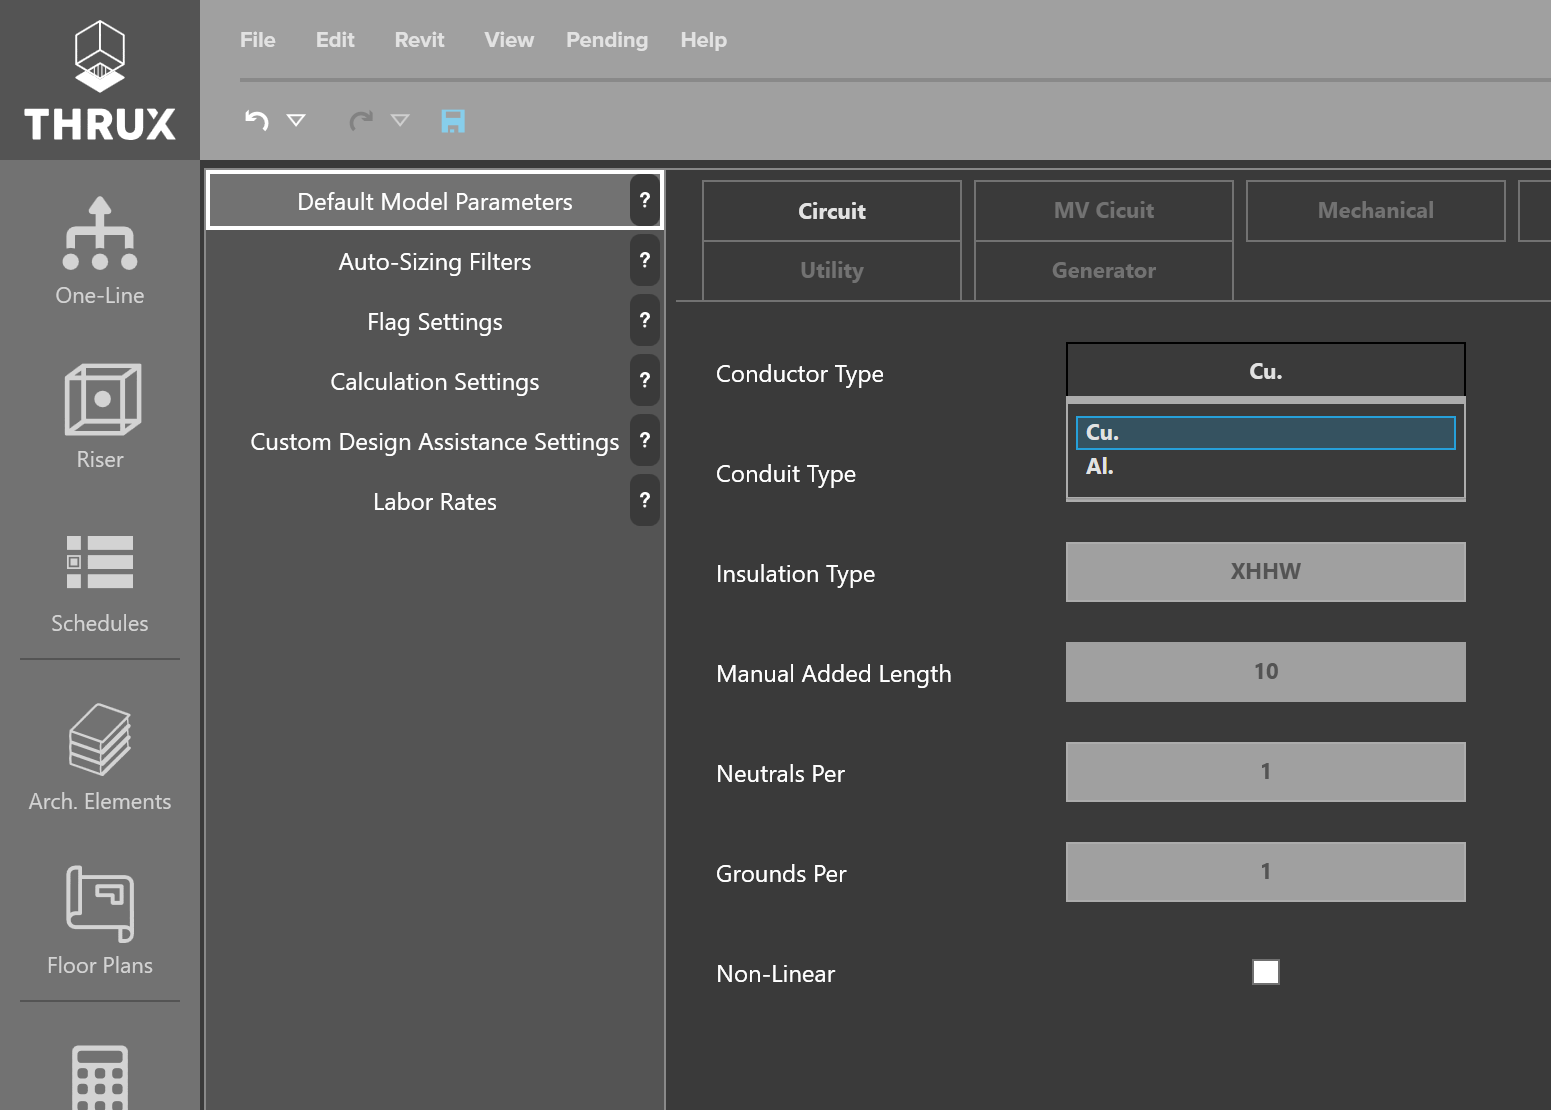 THRUX
File Edit Revit View Pending Help
One-Line
Riser
Schedules
Arch. Elements
Floor Plans
Default Model Parameters ?
Auto-Sizing Filters ?
Flag Settings ?
Calculation Settings ?
Custom Design Assistance Settings ?
Labor Rates ?
Circuit MV Cicuit Mechanical
Utility Generator
Conductor Type Cu.
Cu.
Al.
Conduit Type
Insulation Type XHHW
Manual Added Length 10
Neutrals Per 1
Grounds Per 1
Non-Linear